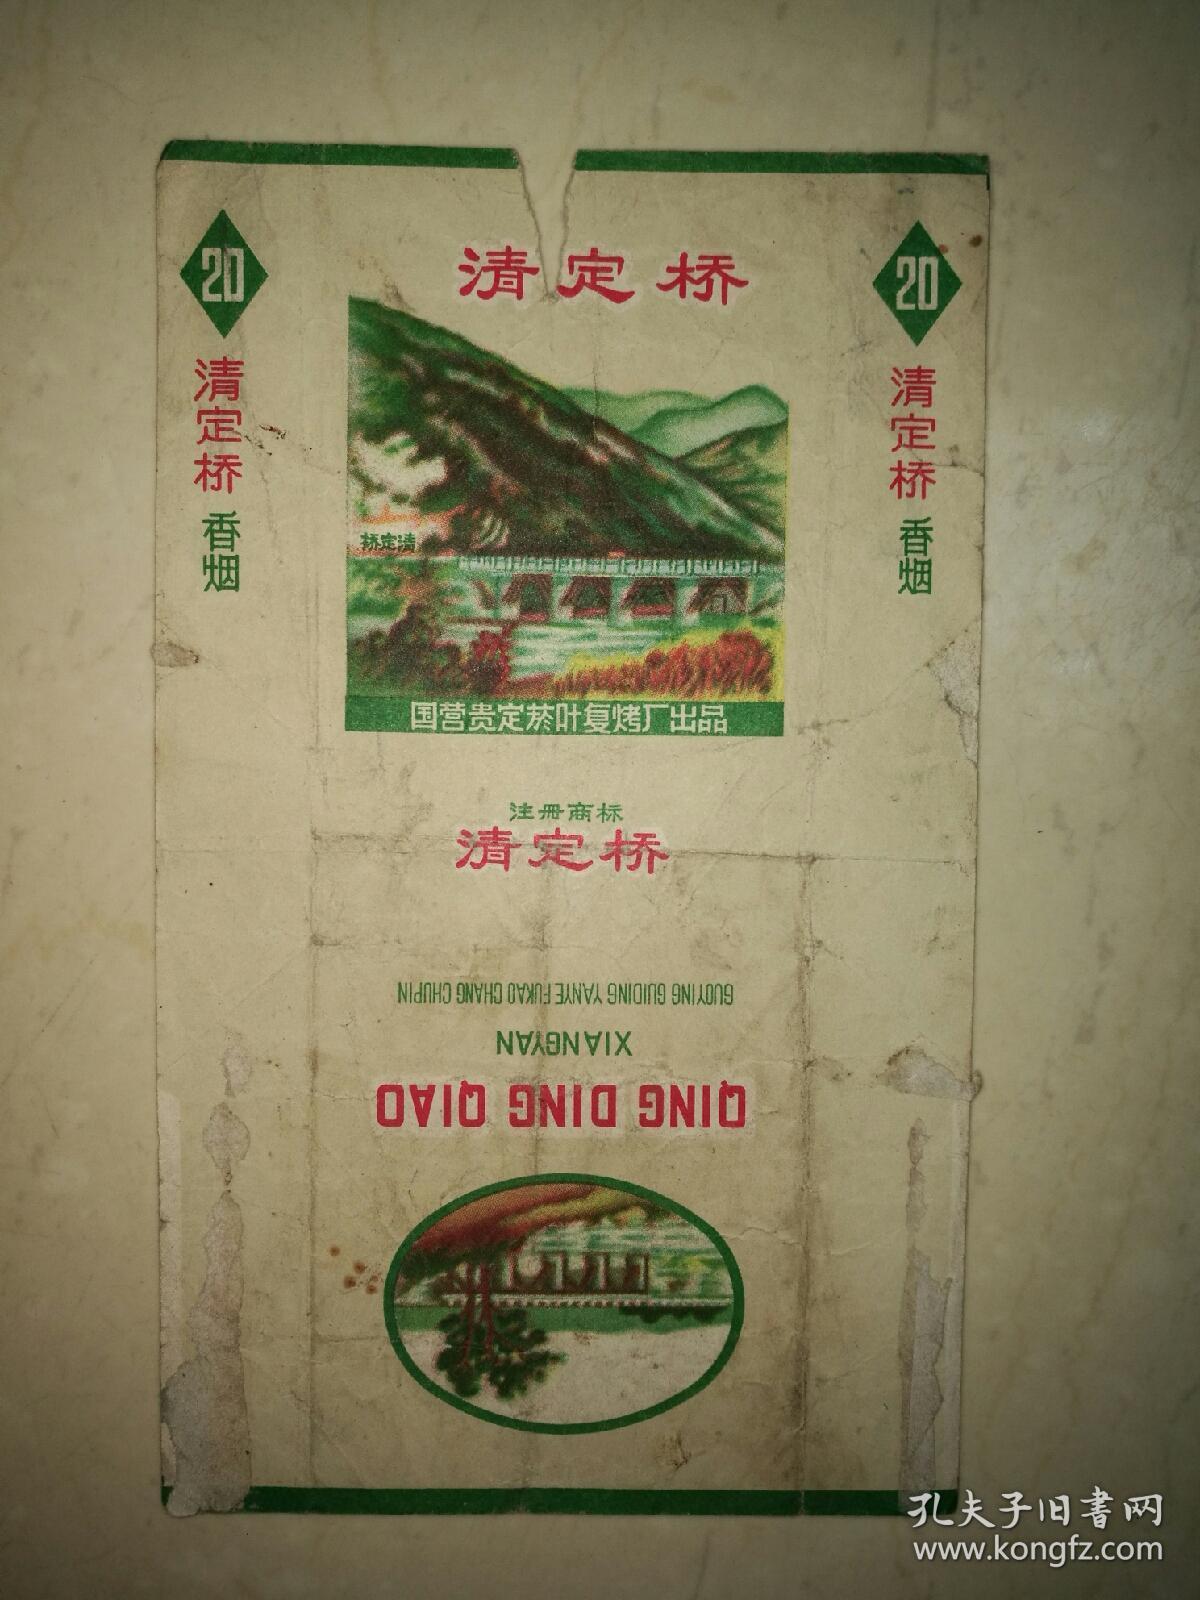 清定桥
20
清定桥
香烟
20
清定桥
香烟
桥定清
国营贵定菸叶复烤厂出品
注册商标
清定桥
GUOYING GUIDING YANYE FUKAO CHANG CHUPIN
XIANGYAN
QING DING QIAO
孔夫子旧书网
www.kongfz.com